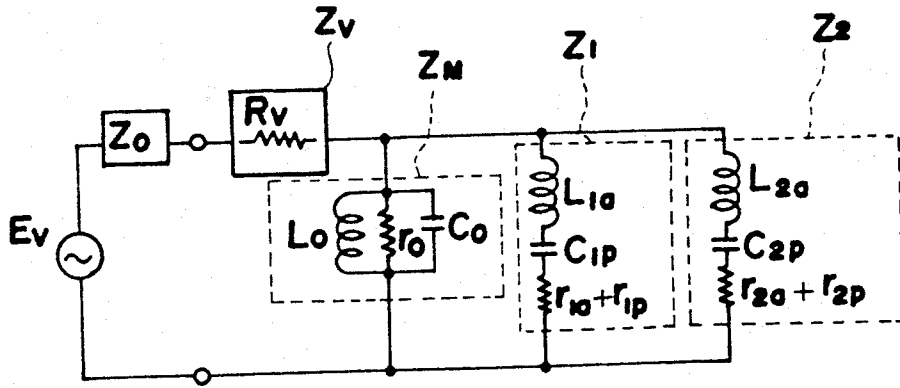 Zv
ZM
Z1
Z2
Zo
Rv
Ev
Lo
ro
Co
L1a
C1p
r1a+r1p
L2a
C2p
r2a+r2p